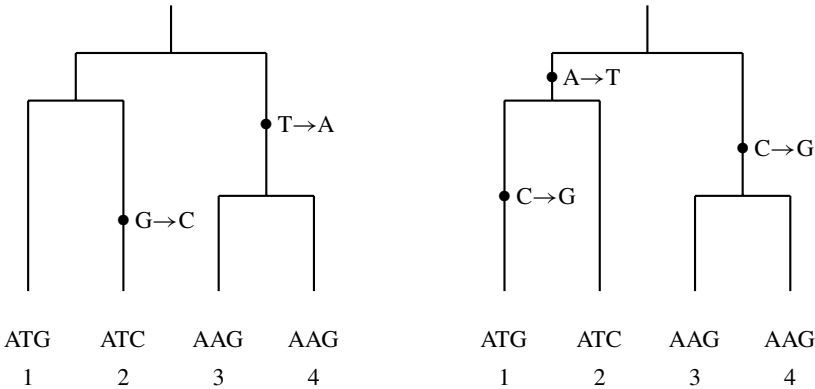 A→T
T→A
C→G
C→G
G→C
ATG ATC AAG AAG ATG ATC AAG AAG
1 2 3 4 1 2 3 4